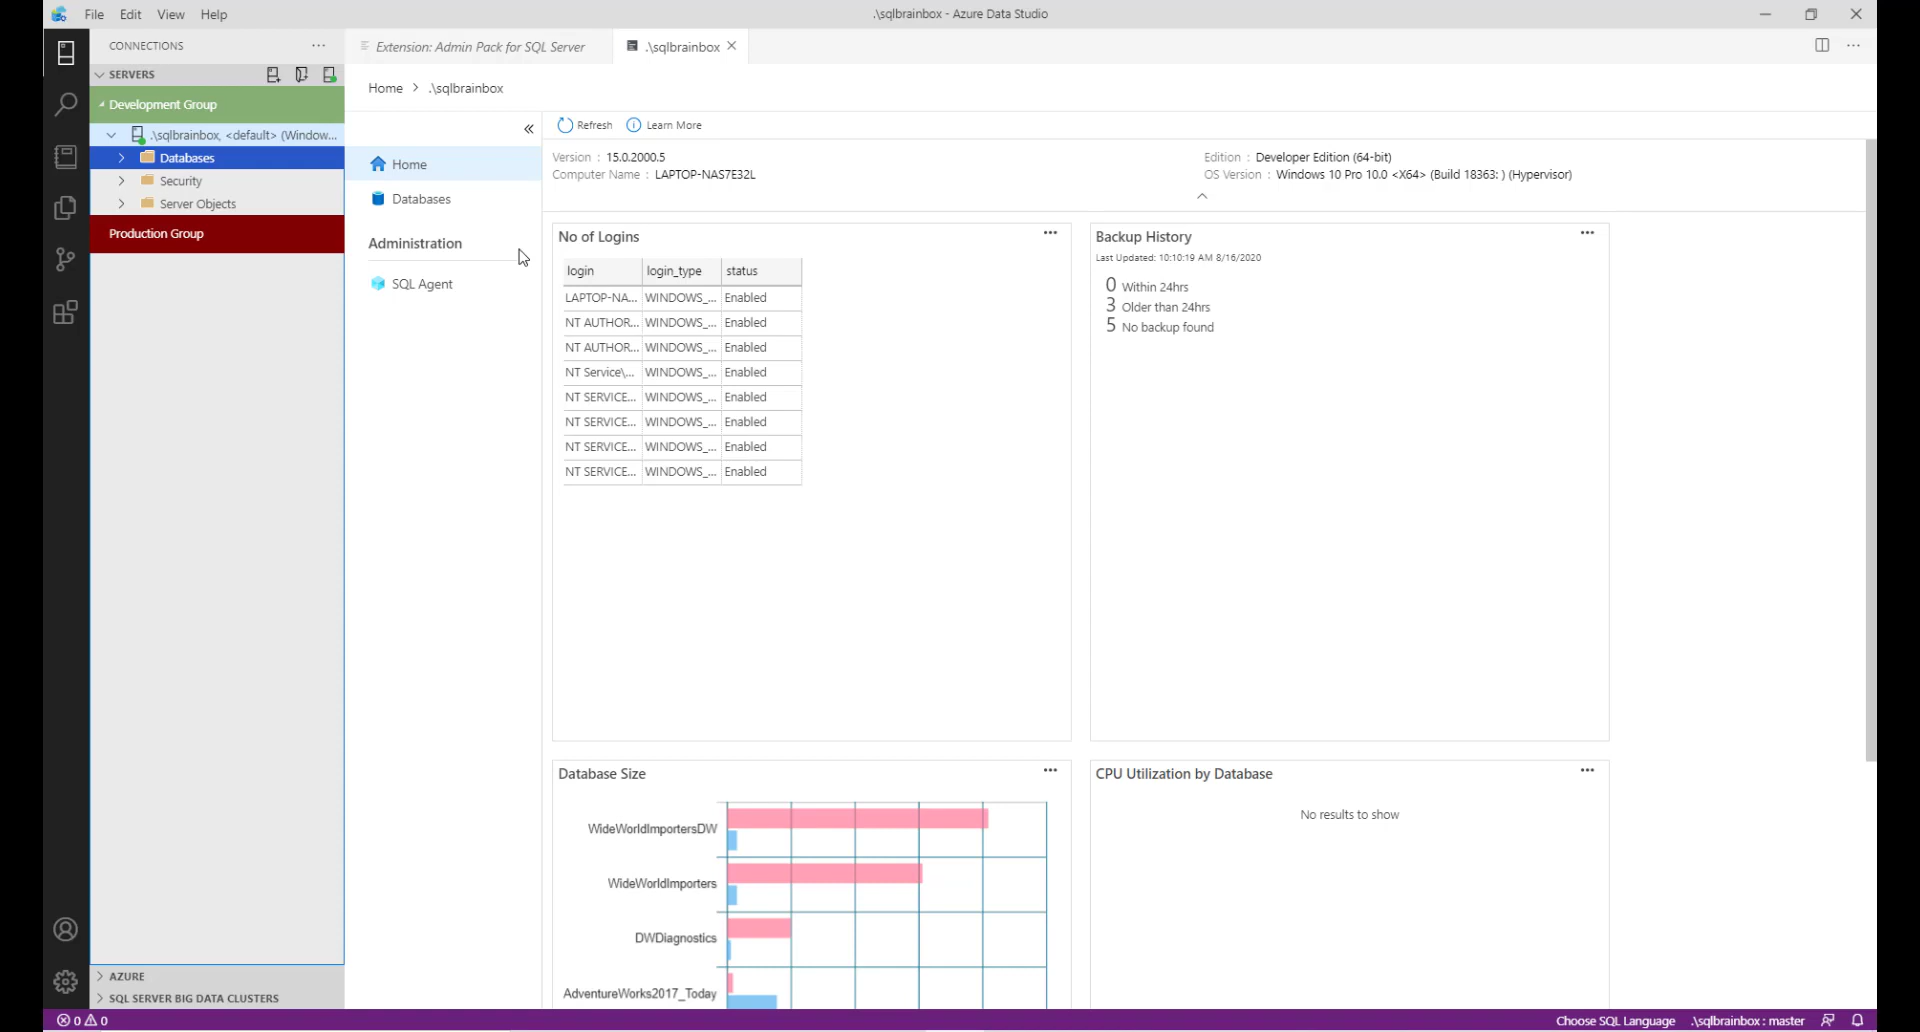 File Edit View Help
.\sqlbrainbox - Azure Data Studio
CONNECTIONS
SERVERS
Development Group
.\sqlbrainbox, <default> (Window...
Databases
Security
Server Objects
Production Group
AZURE
SQL SERVER BIG DATA CLUSTERS
Extension: Admin Pack for SQL Server
.\sqlbrainbox
Home > .\sqlbrainbox
Home
Databases
Administration
SQL Agent
Refresh Learn More
Version : 15.0.2000.5
Computer Name : LAPTOP-NAS7E32L
Edition : Developer Edition (64-bit)
OS Version : Windows 10 Pro 10.0 <X64> (Build 18363: ) (Hypervisor)
No of Logins
login login_type status
LAPTOP-NA... WINDOWS_... Enabled
NT AUTHOR... WINDOWS_... Enabled
NT AUTHOR... WINDOWS_... Enabled
NT Service\... WINDOWS_... Enabled
NT SERVICE... WINDOWS_... Enabled
NT SERVICE... WINDOWS_... Enabled
NT SERVICE... WINDOWS_... Enabled
NT SERVICE... WINDOWS_... Enabled
Backup History
Last Updated: 10:10:19 AM 8/16/2020
0 Within 24hrs
3 Older than 24hrs
5 No backup found
Database Size
WideWorldImportersDW
WideWorldImporters
DWDiagnostics
AdventureWorks2017_Today
CPU Utilization by Database
No results to show
0 0
Choose SQL Language .\sqlbrainbox : master